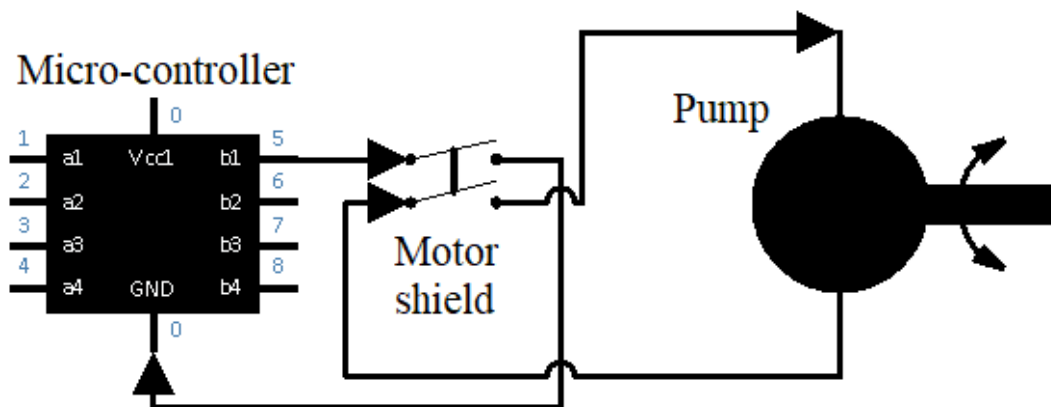 Micro-controller
0
1 a1 Vcc1 b1 5
2 a2 b2 6
3 a3 b3 7
4 a4 GND b4 8
0
Motor
shield
Pump